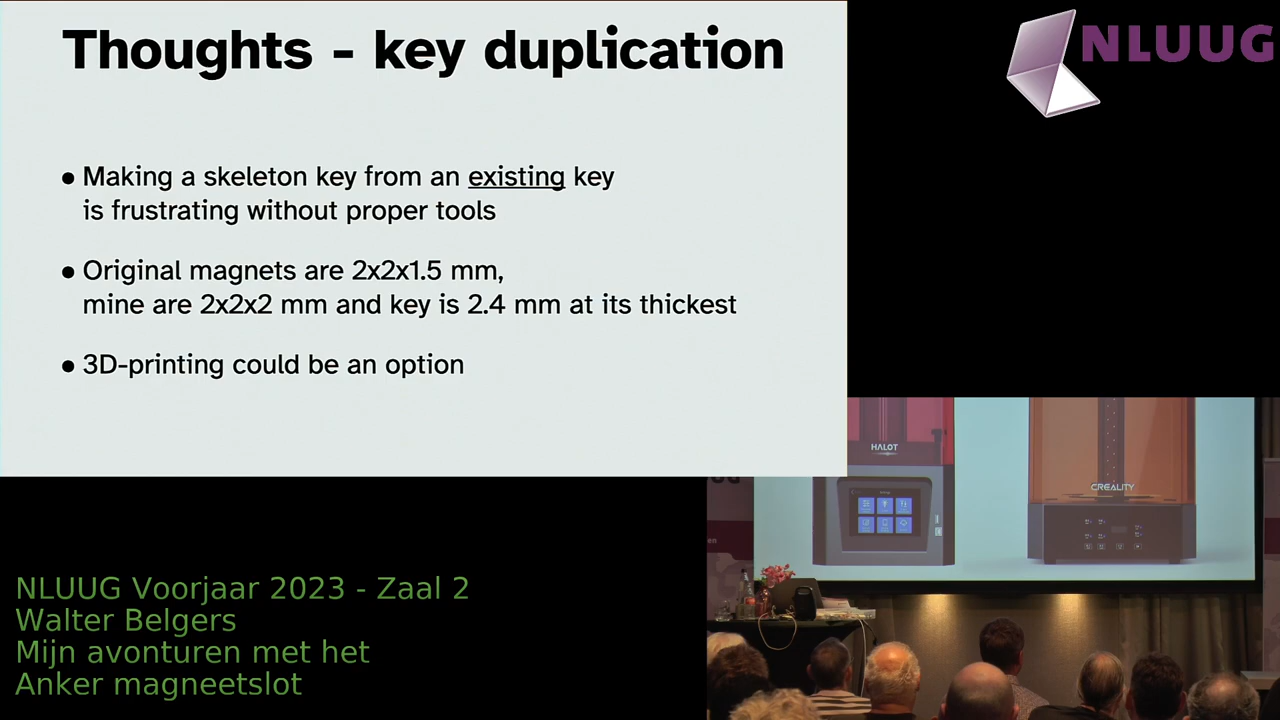 Thoughts - key duplication
NLUUG
● Making a skeleton key from an existing key
is frustrating without proper tools
● Original magnets are 2x2x1.5 mm,
mine are 2x2x2 mm and key is 2.4 mm at its thickest
● 3D-printing could be an option
HALOT
CREALITY
NLUUG Voorjaar 2023 - Zaal 2
Walter Belgers
Mijn avonturen met het
Anker magneetslot